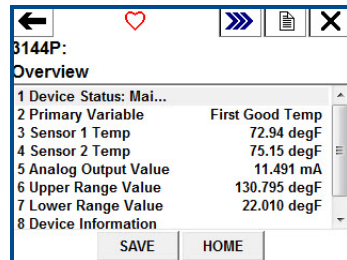 3144P:
Overview
1 Device Status: Mai...
2 Primary Variable First Good Temp
3 Sensor 1 Temp 72.94 degF
4 Sensor 2 Temp 75.15 degF
5 Analog Output Value 11.491 mA
6 Upper Range Value 130.795 degF
7 Lower Range Value 22.010 degF
8 Device Information
SAVE HOME